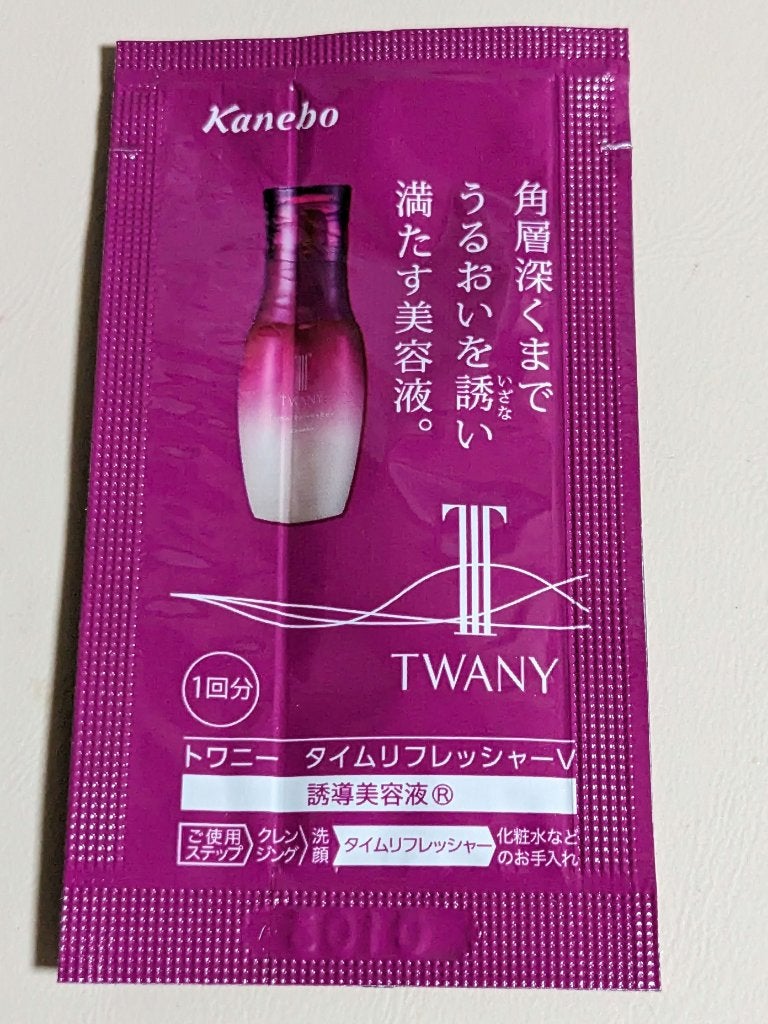 Kanebo
角層深くまで
うるおいを誘い
いざな
満たす美容液。
TWANY
TWANY
1回分
トワニー タイムリフレッシャーV
誘導美容液Ⓡ
ご使用
ステップ
クレン
ジング
洗
顔
タイムリフレッシャー
化粧水など
のお手入れ